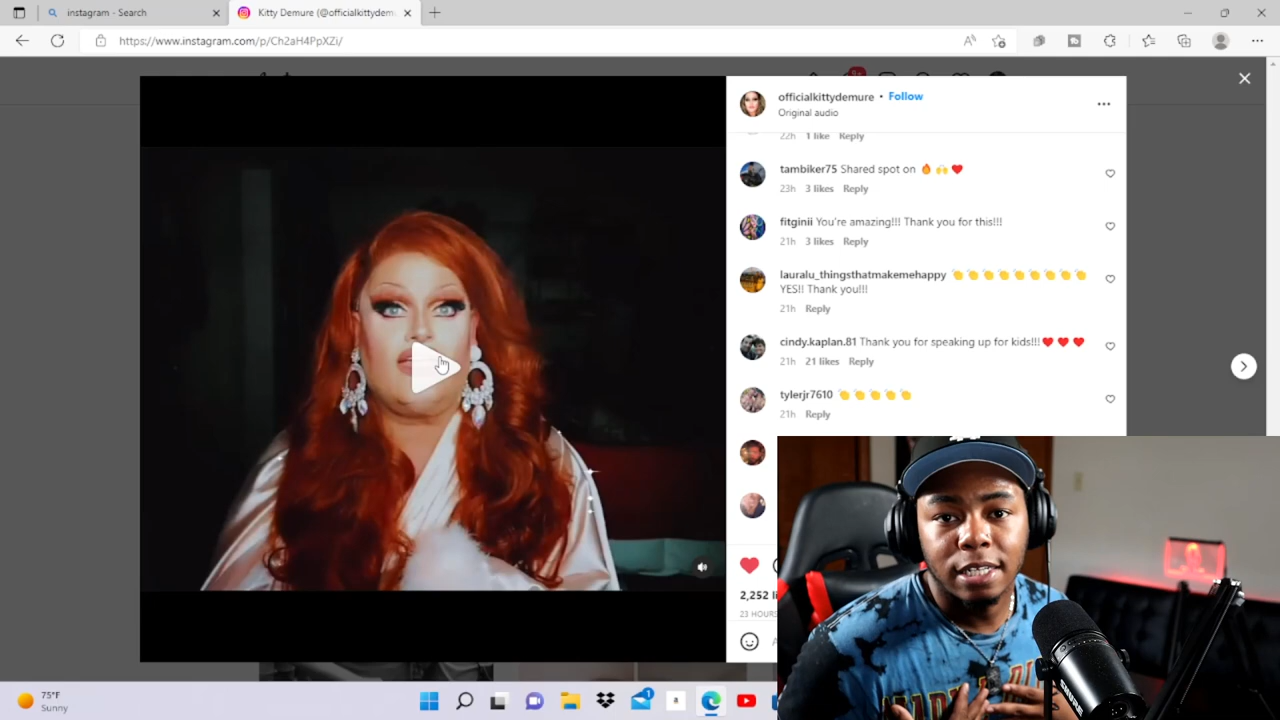 instagram - Search
Kitty Demure (@officialkittydem
https://www.instagram.com/p/Ch2aH4PpXZi/
officialkittydemure • Follow
Original audio
22h 1 like Reply
tambiker75 Shared spot on 🔥 🙌 ❤️
23h 3 likes Reply
fitginii You're amazing!!! Thank you for this!!!
21h 3 likes Reply
lauralu_thingsthatmakemehappy 👏👏👏👏👏👏👏👏👏
YES!! Thank you!!!
21h Reply
cindy.kaplan.81 Thank you for speaking up for kids!!!❤️❤️❤️
21h 21 likes Reply
tylerjr7610 👏👏👏👏👏
21h Reply
2,252 li
23 HOURS
75°F
Sunny